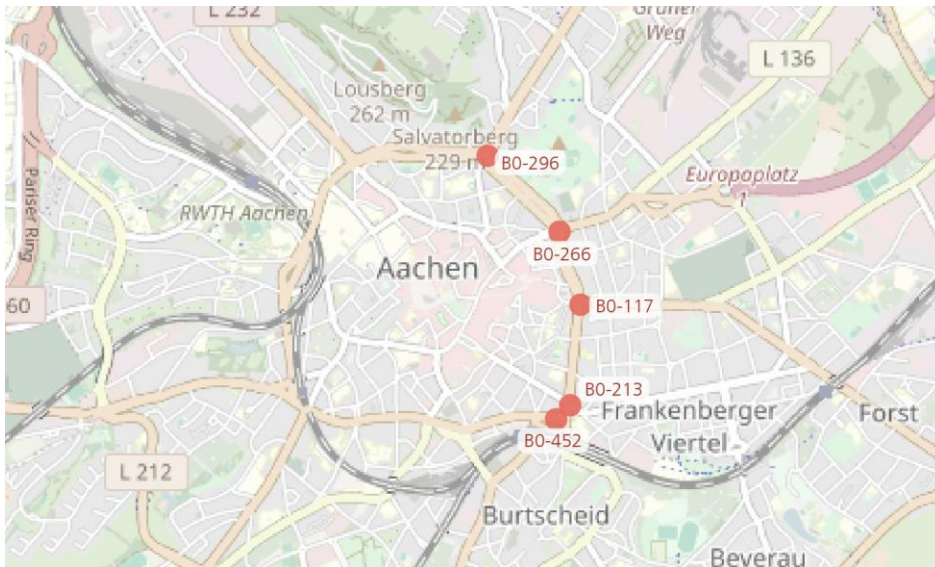 L 232
Grüner
Weg
L 136
Lousberg
262 m
Salvatorberg
229 m
B0-296
Europaplatz
1
Pariser Ring
RWTH Aachen
B0-266
Aachen
60
B0-117
B0-213
Frankenberger
Viertel
Forst
B0-452
L 212
Burtscheid
Beverau